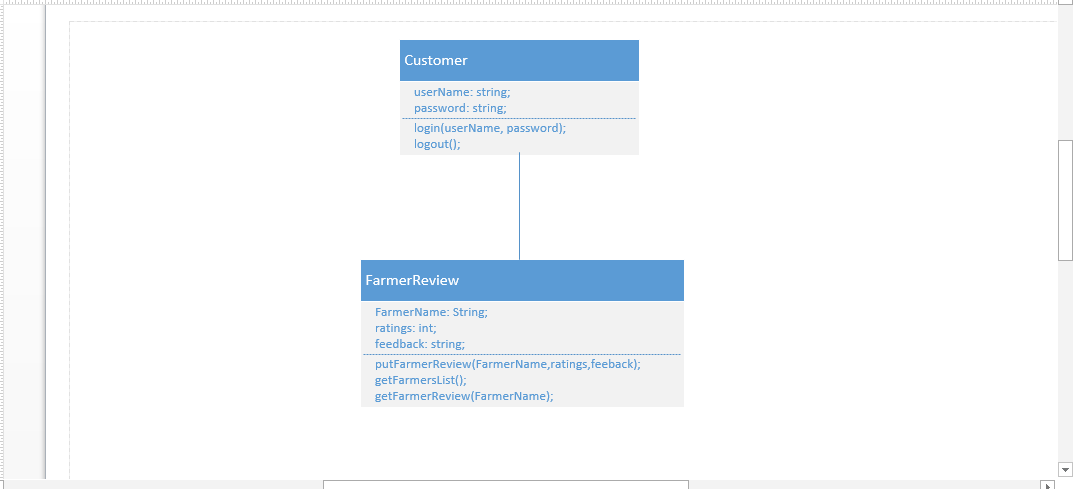 Customer
userName: string;
password: string;
login(userName, password);
logout();
FarmerReview
FarmerName: String;
ratings: int;
feedback: string;
putFarmerReview(FarmerName,ratings,feeback);
getFarmersList();
getFarmerReview(FarmerName);